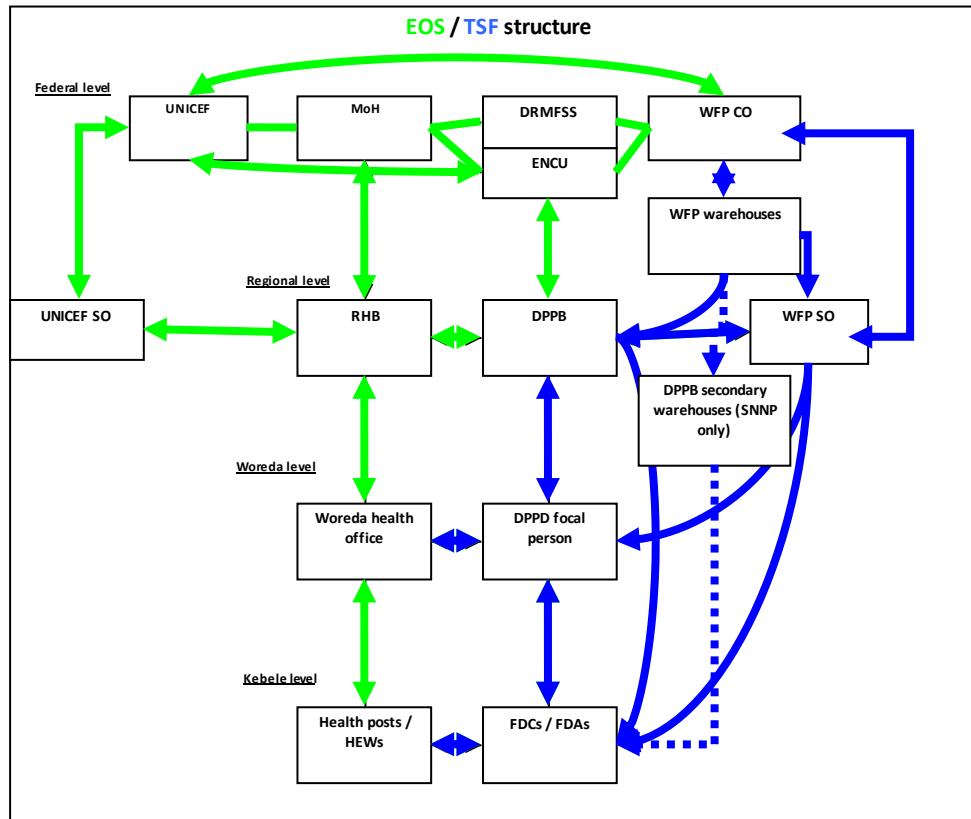 EOS / TSF structure
Federal level
UNICEF
MoH
DRMFSS
WFP CO
ENCU
WFP warehouses
Regional level
UNICEF SO
RHB
DPPB
WFP SO
DPPB secondary
warehouses (SNNP
only)
Woreda level
Woreda health
office
DPPD focal
person
Kebele level
Health posts /
HEWs
FDCs / FDAs